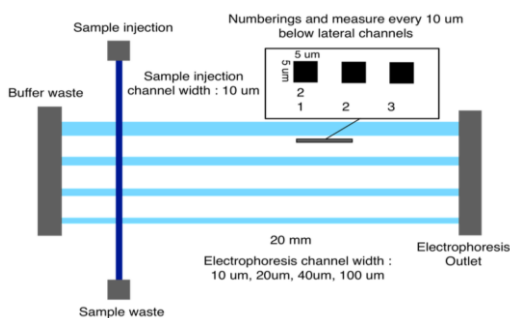 Numberings and measure every 10 um
below lateral channels
Sample injection
5 um
5 um
Sample injection
channel width : 10 um
2
1 2 3
Buffer waste
20 mm
Electrophoresis channel width :
10 um, 20um, 40um, 100 um
Electrophoresis
Outlet
Sample waste